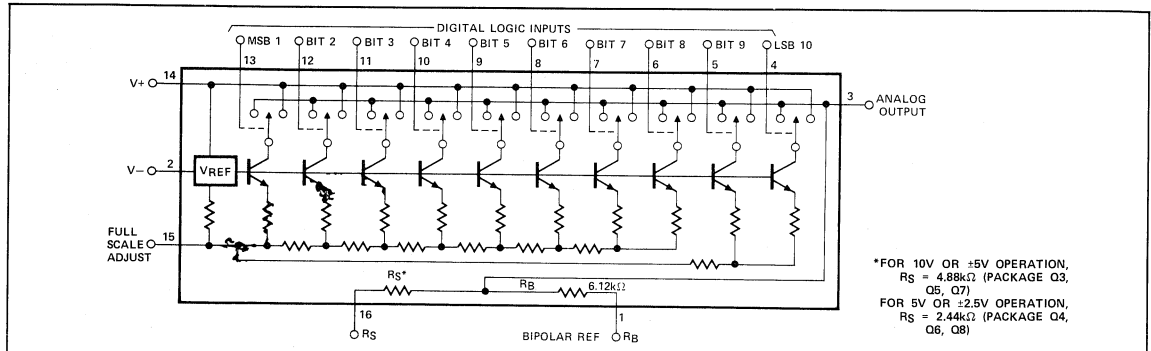 DIGITAL LOGIC INPUTS
MSB 1 BIT 2 BIT 3 BIT 4 BIT 5 BIT 6 BIT 7 BIT 8 BIT 9 LSB 10
13 12 11 10 9 8 7 6 5 4
V+ 14
3 ANALOG
OUTPUT
V− 2
VREF
FULL
SCALE 15
ADJUST
RS*
RB 6.12kΩ
16 1
RS BIPOLAR REF RB
*FOR 10V OR ±5V OPERATION,
RS = 4.88kΩ (PACKAGE Q3,
Q5, Q7)
FOR 5V OR ±2.5V OPERATION,
RS = 2.44kΩ (PACKAGE Q4,
Q6, Q8)